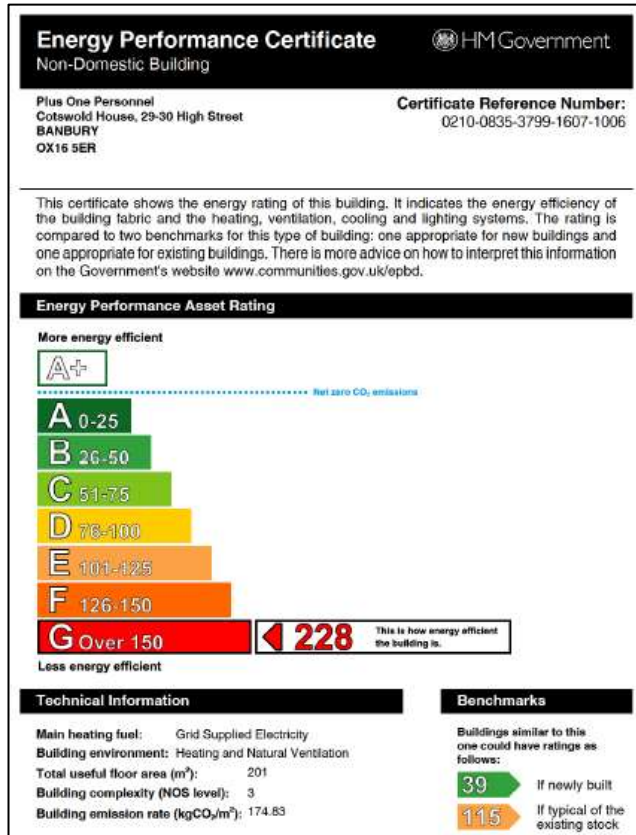 Energy Performance Certificate
HM Government
Non-Domestic Building
Plus One Personnel
Cotswold House, 29-30 High Street
BANBURY
OX16 5ER
Certificate Reference Number:
0210-0835-3799-1607-1006
This certificate shows the energy rating of this building. It indicates the energy efficiency of
the building fabric and the heating, ventilation, cooling and lighting systems. The rating is
compared to two benchmarks for this type of building: one appropriate for new buildings and
one appropriate for existing buildings. There is more advice on how to interpret this information
on the Government's website www.communities.gov.uk/epbd.
Energy Performance Asset Rating
More energy efficient
A+
Net zero CO₂ emissions
A 0-25
B 26-50
C 51-75
D 76-100
E 101-125
F 126-150
G Over 150
228
This is how energy efficient
the building is.
Less energy efficient
Technical Information
Main heating fuel: Grid Supplied Electricity
Building environment: Heating and Natural Ventilation
Total useful floor area (m²): 201
Building complexity (NOS level): 3
Building emission rate (kgCO₂/m²): 174.83
Benchmarks
Buildings similar to this
one could have ratings as
follows:
39 If newly built
115 If typical of the
existing stock